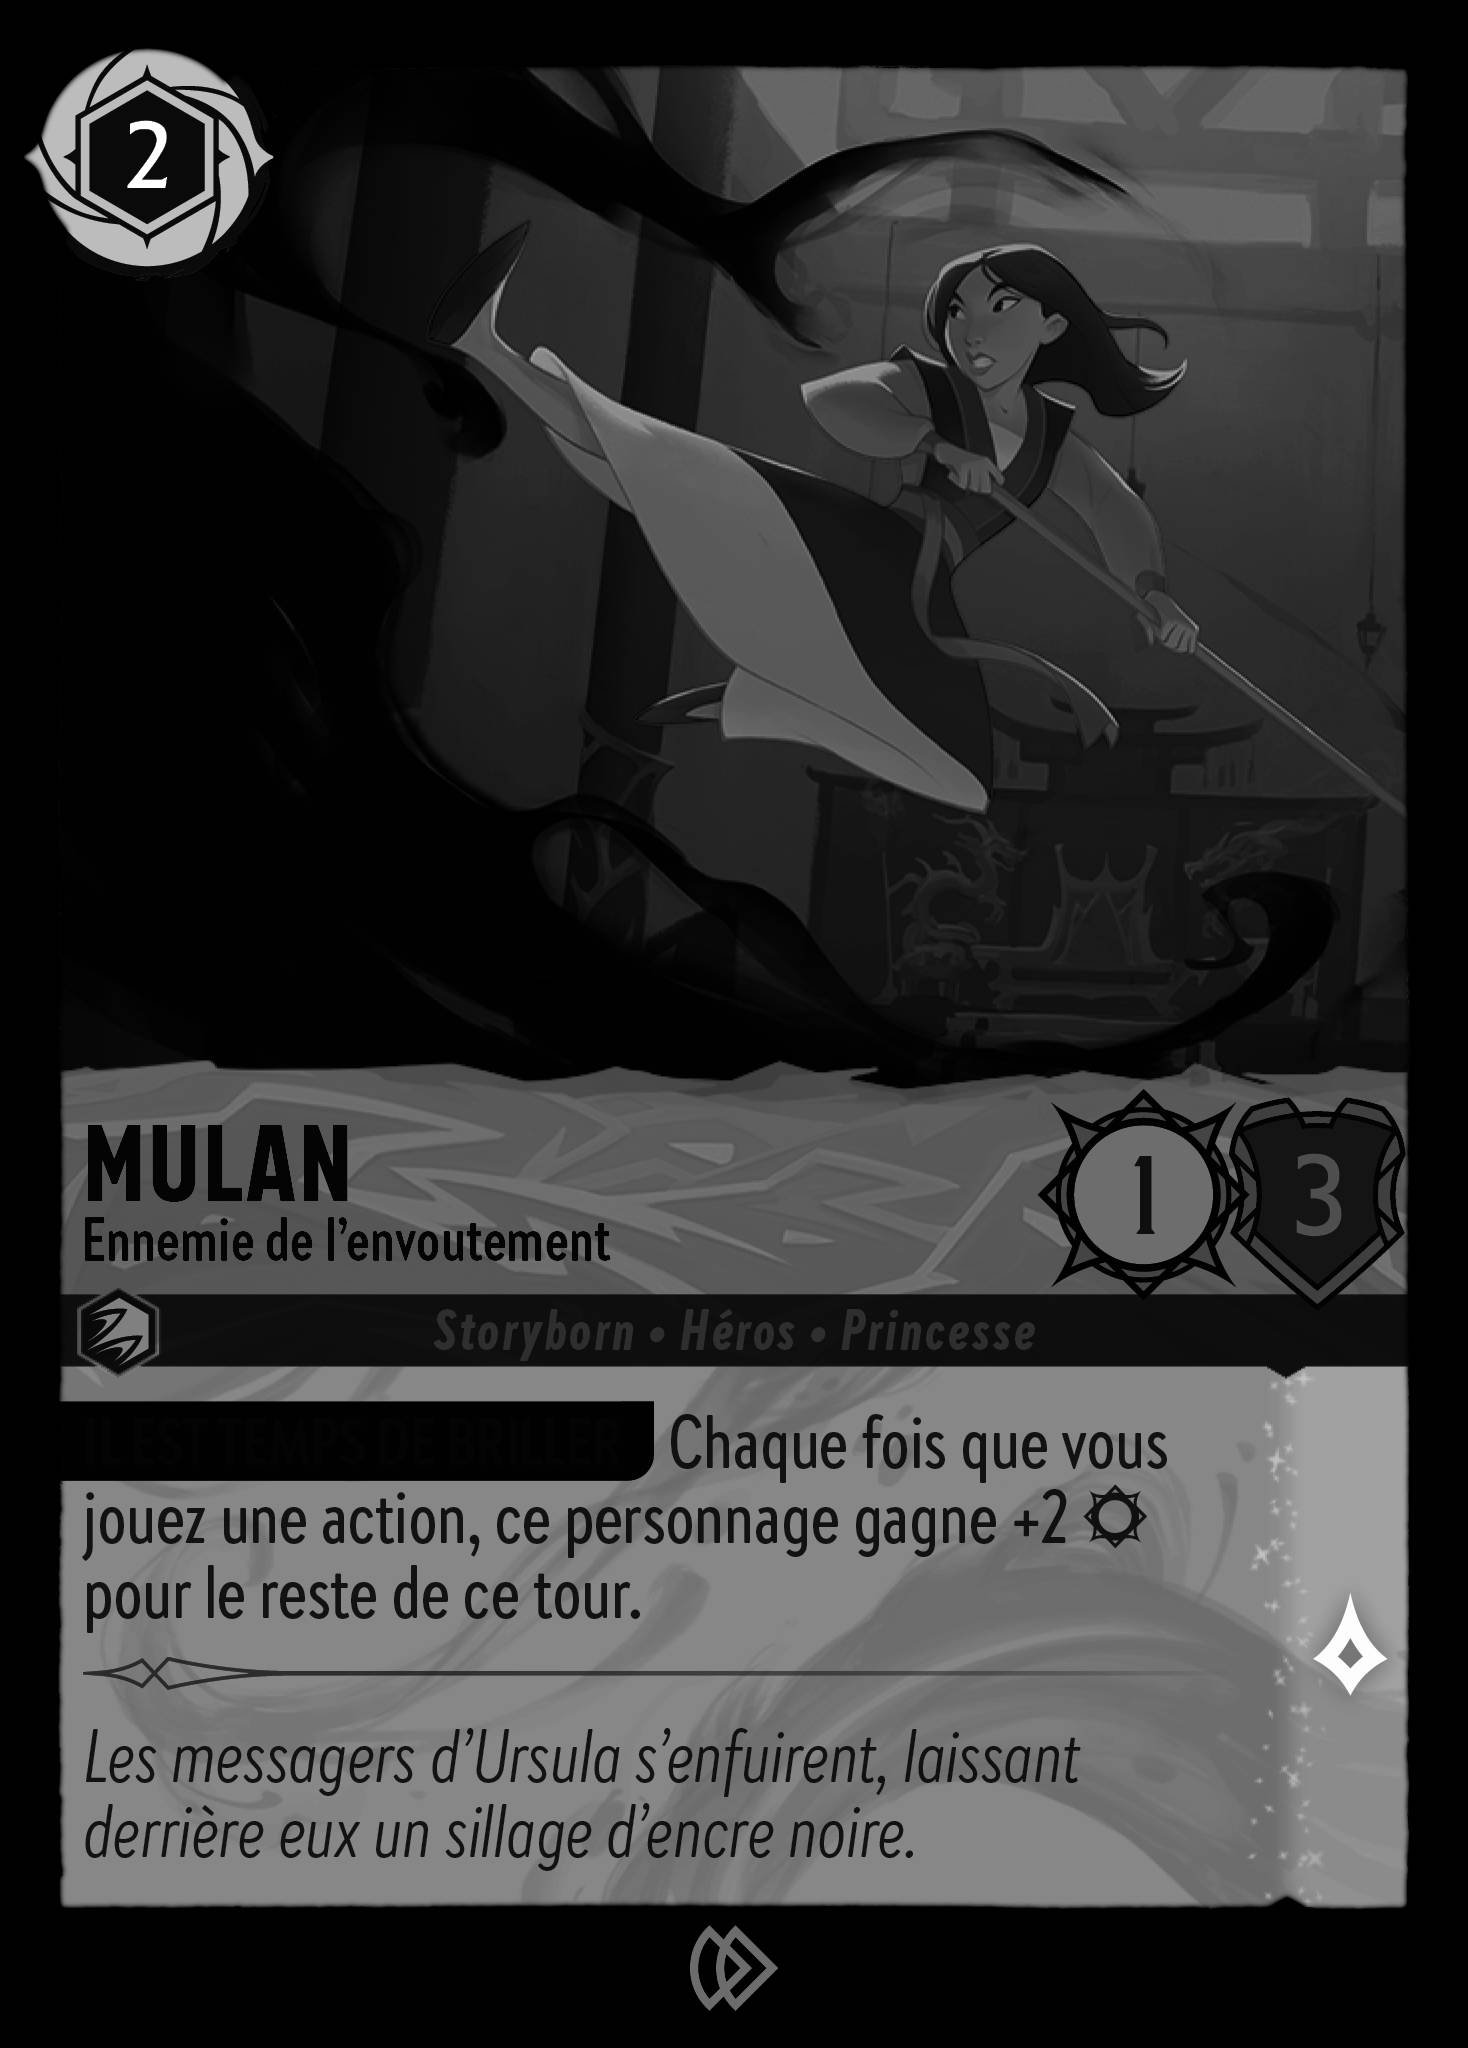 2
MULAN
Ennemie de l’envoutement
1 3
Storyborn • Héros • Princesse
IL EST TEMPS DE BRILLER Chaque fois que vous
jouez une action, ce personnage gagne +2
pour le reste de ce tour.
Les messagers d’Ursula s’enfuirent, laissant
derrière eux un sillage d’encre noire.